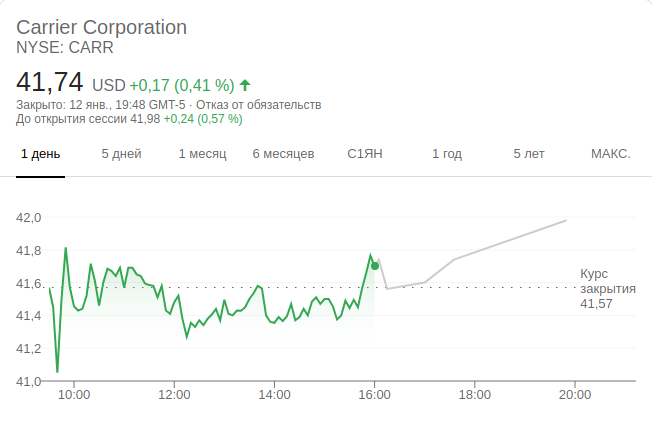 Carrier Corporation
NYSE: CARR
41,74 USD +0,17 (0,41 %)
Закрыто: 12 янв., 19:48 GMT-5 · Отказ от обязательств
До открытия сессии 41,98 +0,24 (0,57 %)
1 день 5 дней 1 месяц 6 месяцев С1ЯН 1 год 5 лет МАКС.
42,0
41,8
41,6
41,4
41,2
41,0
Курс
закрытия
41,57
10:00 12:00 14:00 16:00 18:00 20:00